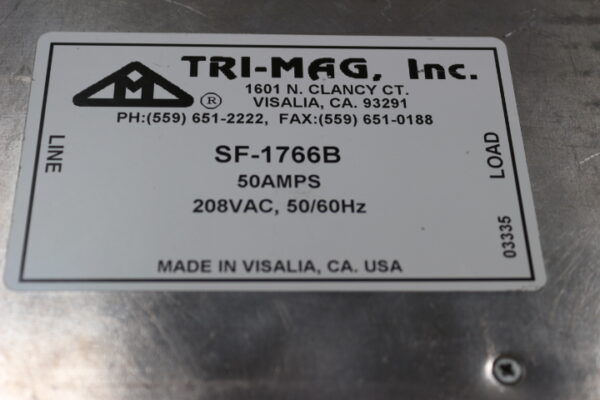 TRI-MAG, Inc.
®
1601 N. CLANCY CT.
VISALIA, CA. 93291
PH:(559) 651-2222, FAX:(559) 651-0188
LINE
SF-1766B
50AMPS
208VAC, 50/60Hz
LOAD
03335
MADE IN VISALIA, CA. USA